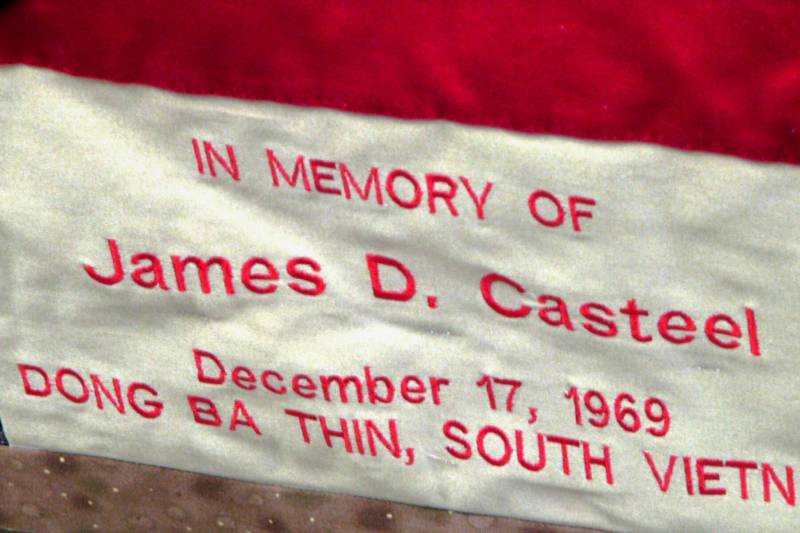 IN MEMORY OF
James D. Casteel
December 17, 1969
DONG BA THIN, SOUTH VIETN